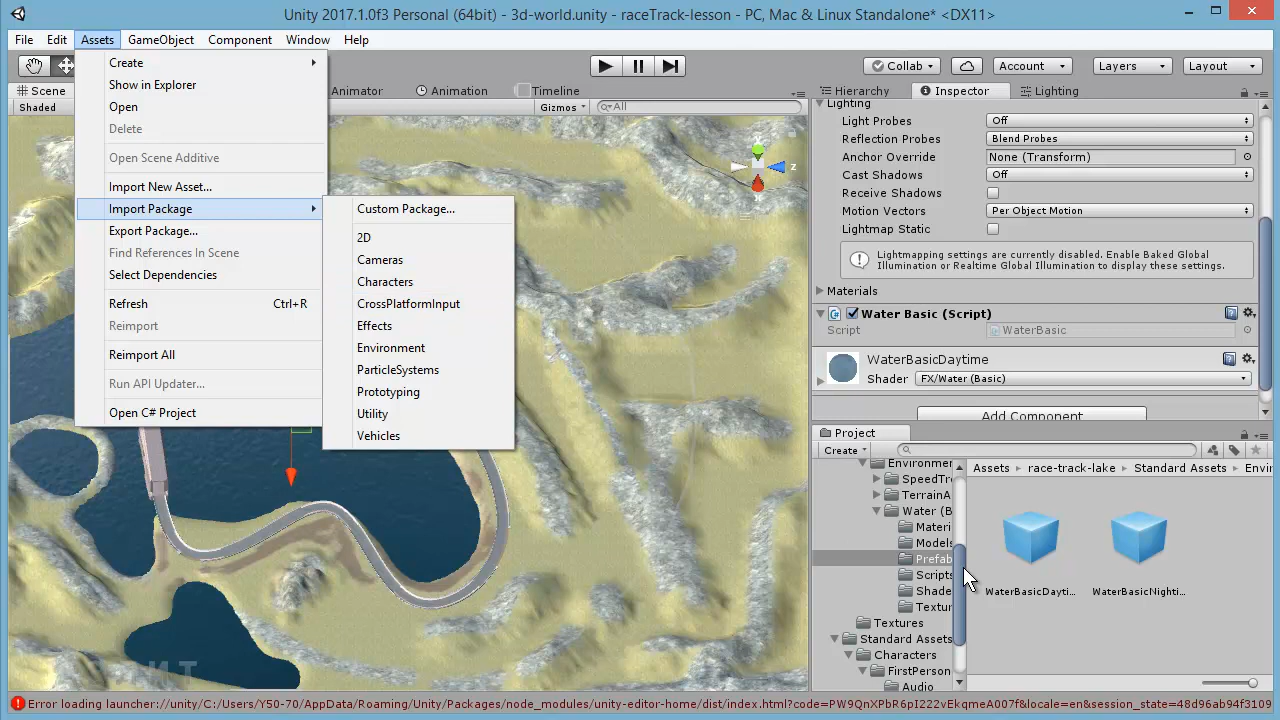 Unity 2017.1.0f3 Personal (64bit) - 3d-world.unity - raceTrack-lesson - PC, Mac & Linux Standalone* <DX11>
File Edit Assets GameObject Component Window Help
Collab Account Layers Layout
Scene Animator Animation Timeline
Shaded Gizmos All
Create
Show in Explorer
Open
Delete
Open Scene Additive
Import New Asset...
Import Package
Export Package...
Find References In Scene
Select Dependencies
Refresh Ctrl+R
Reimport
Reimport All
Run API Updater...
Open C# Project
Custom Package...
2D
Cameras
Characters
CrossPlatformInput
Effects
Environment
ParticleSystems
Prototyping
Utility
Vehicles
z
Hierarchy Inspector Lighting
Lighting
Light Probes Off
Reflection Probes Blend Probes
Anchor Override None (Transform)
Cast Shadows Off
Receive Shadows
Motion Vectors Per Object Motion
Lightmap Static
Lightmapping settings are currently disabled. Enable Baked Global
Illumination or Realtime Global Illumination to display these settings.
Materials
Water Basic (Script)
Script WaterBasic
WaterBasicDaytime
Shader FX/Water (Basic)
Add Component
Project
Create
Assets race-track-lake Standard Assets Envir
Environmer
SpeedTre
TerrainA
Water (B
Materi
Models
Prefab
Scripts
Shade
Textur
Textures
Standard Assets
Characters
FirstPerson
Audio
WaterBasicDayti...
WaterBasicNighti...
Error loading launcher://unity/C:/Users/Y50-70/AppData/Roaming/Unity/Packages/node_modules/unity-editor-home/dist/index.html?code=PW9QnXPbR6pI222vEkqmeA007f&locale=en&session_state=48d96ab94f3109